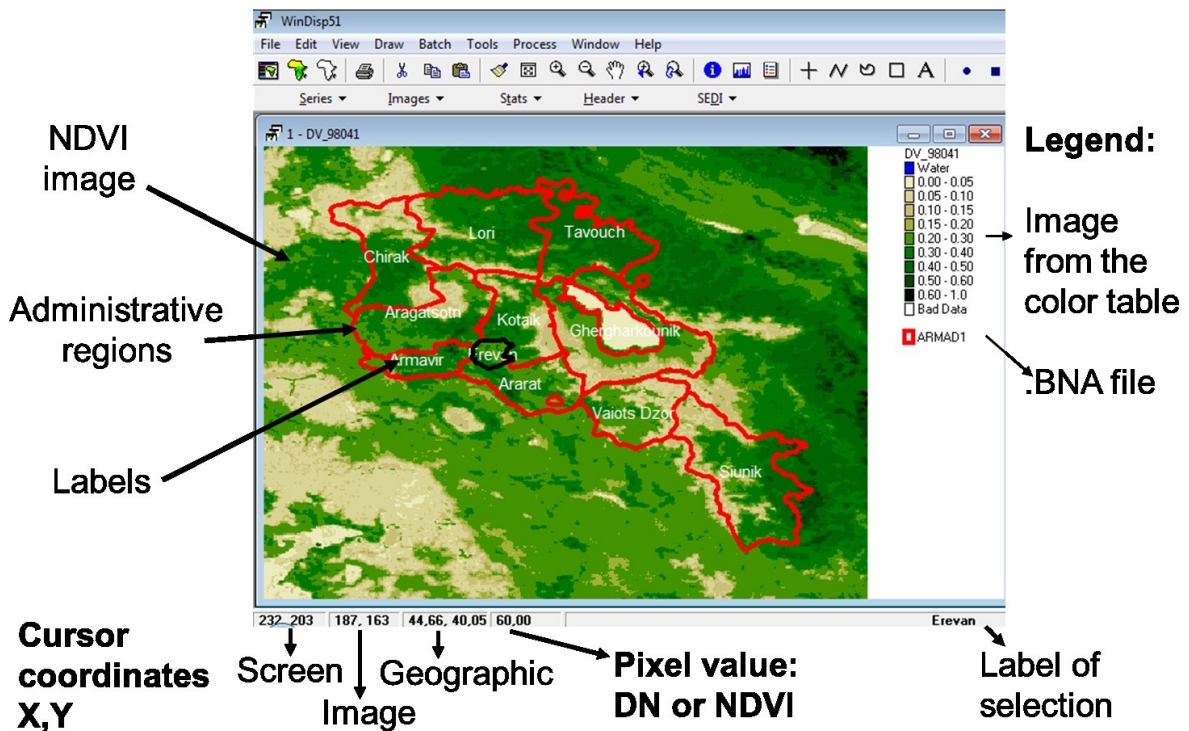 WinDisp51
File Edit View Draw Batch Tools Process Window Help
A
Series Images Stats Header SEDI
1 - DV_98041
NDVI
image
Administrative
regions
Labels
Lori
Tavouch
Chirak
Aragatsotn
Kotaik
Ghergharkounik
Armavir
Erevan
Ararat
Vaiots Dzor
Siunik
DV_98041
Water
0.00 - 0.05
0.05 - 0.10
0.10 - 0.15
0.15 - 0.20
0.20 - 0.30
0.30 - 0.40
0.40 - 0.50
0.50 - 0.60
0.60 - 1.0
Bad Data
ARMAD1
Legend:
Image
from the
color table
.BNA file
232, 203 187, 163 44,66, 40,05 60,00 Erevan
Cursor
coordinates
X,Y
Screen
Image
Geographic
Pixel value:
DN or NDVI
Label of
selection